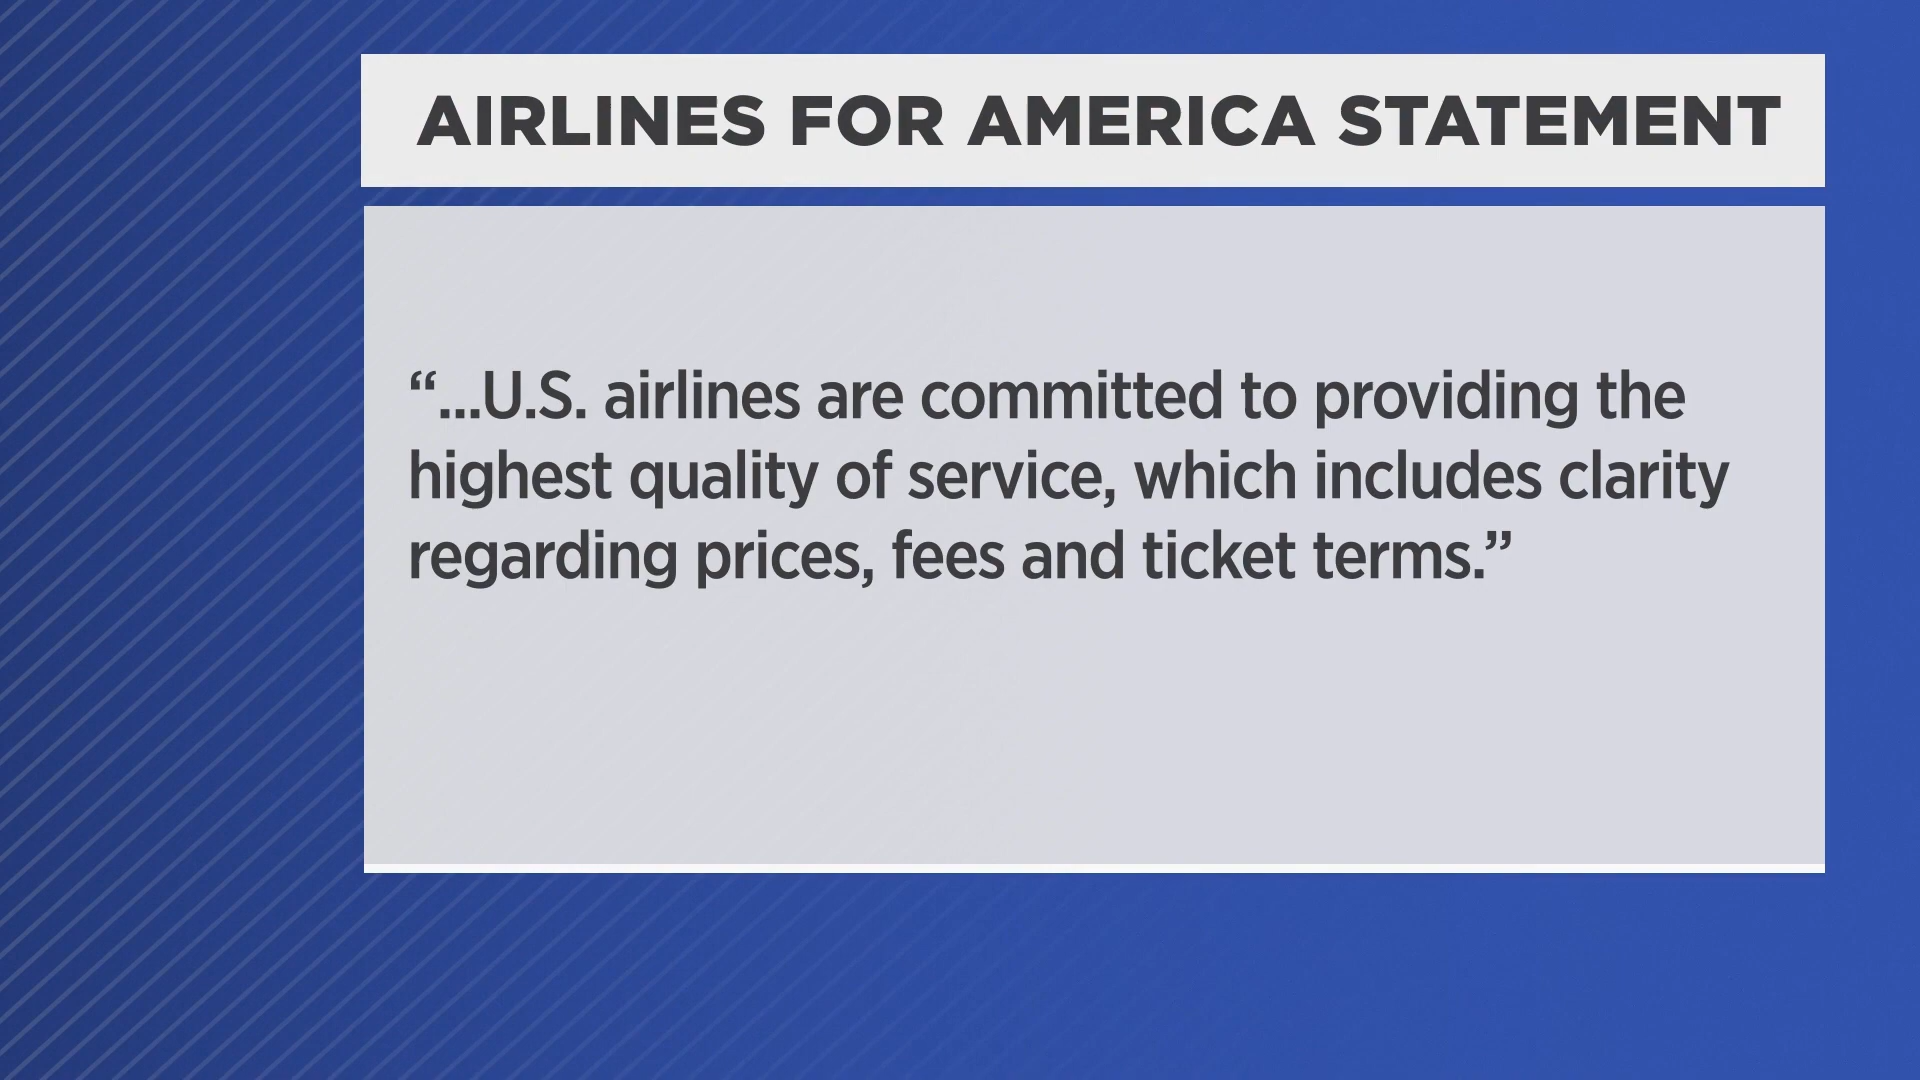 AIRLINES FOR AMERICA STATEMENT
“...U.S. airlines are committed to providing the
highest quality of service, which includes clarity
regarding prices, fees and ticket terms.”